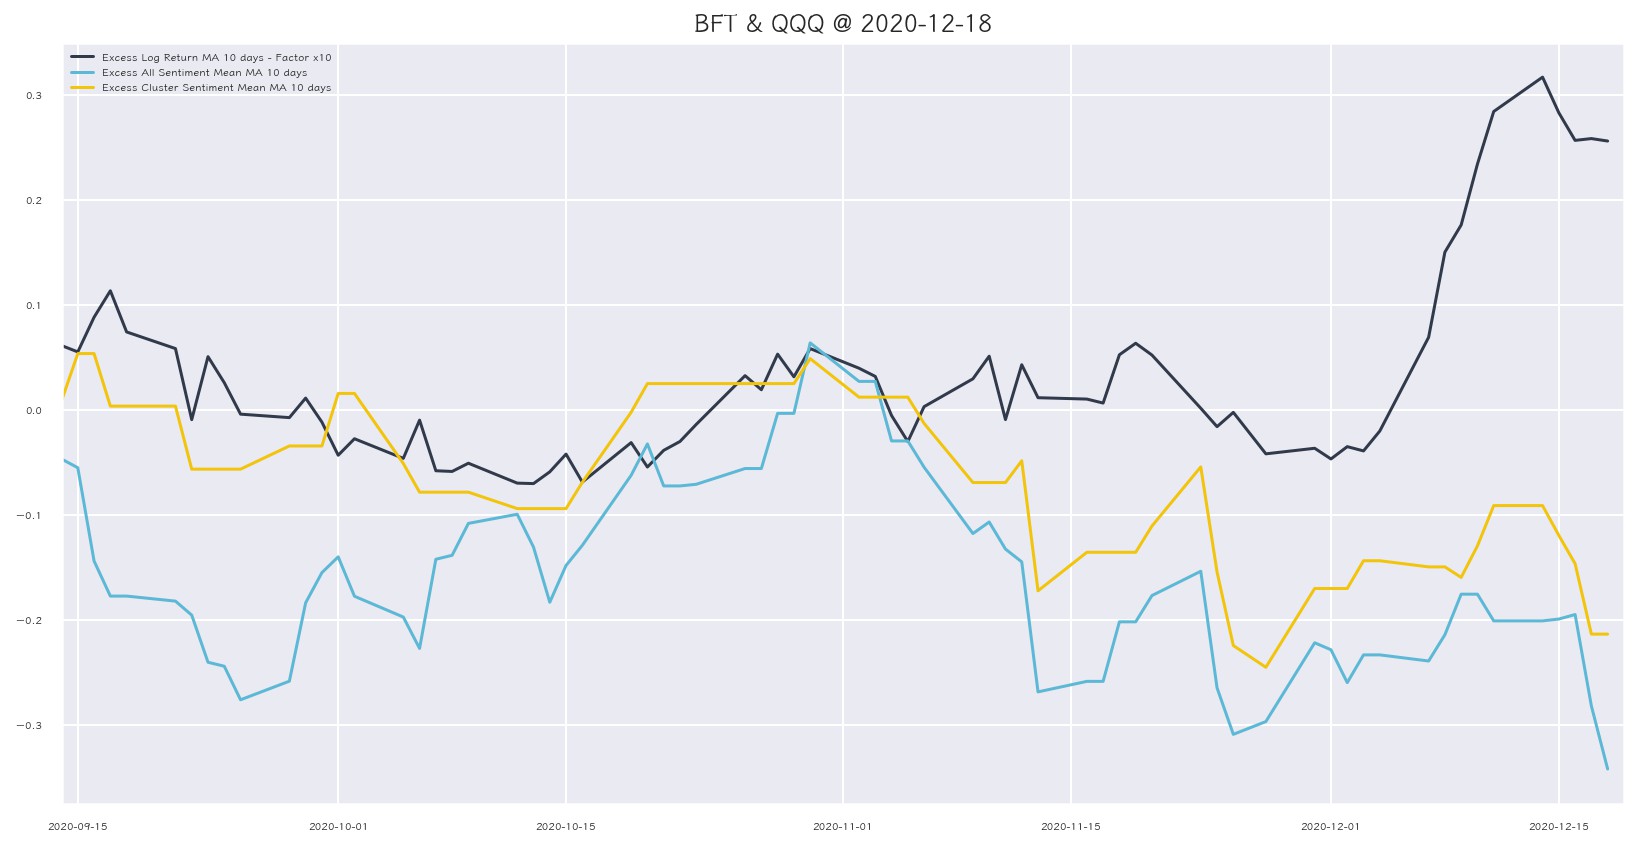 BFT & QQQ @ 2020-12-18
Excess Log Return MA 10 days - Factor x10
Excess All Sentiment Mean MA 10 days
Excess Cluster Sentiment Mean MA 10 days
0.3
0.2
0.1
0.0
−0.1
−0.2
−0.3
2020-09-15 2020-10-01 2020-10-15 2020-11-01 2020-11-15 2020-12-01 2020-12-15